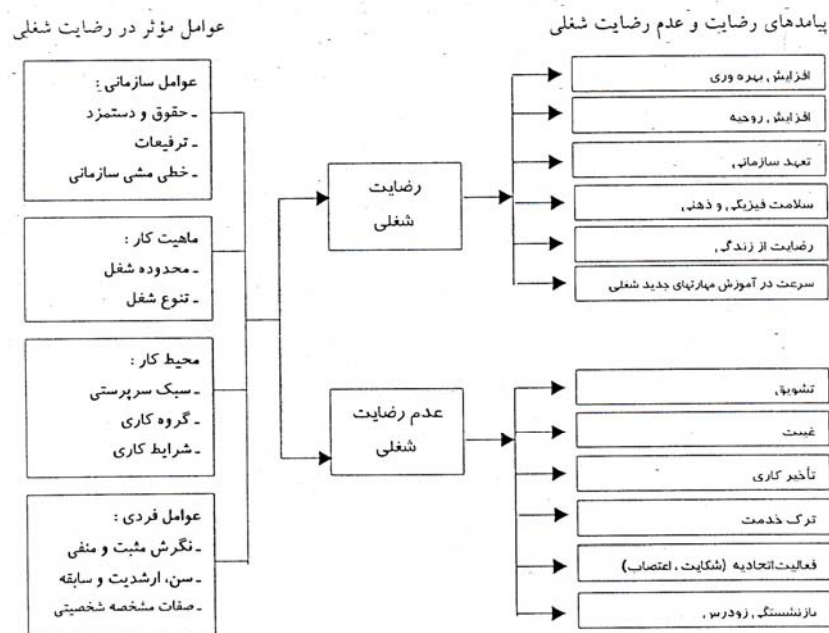 عوامل مؤثر در رضایت شغلی
پیامدهای رضایت و عدم رضایت شغلی
عوامل سازمانی :
ـ حقوق و دستمزد
ـ ترفیعات
ـ خطی مشی سازمانی
ماهیت کار :
ـ محدوده شغل
ـ تنوع شغل
محیط کار :
ـ سبک سرپرستی
ـ گروه کاری
ـ شرایط کاری
عوامل فردی :
ـ نگرش مثبت و منفی
ـ سن، ارشدیت و سابقه
ـ صفات مشخصه شخصیتی
رضایت
شغلی
عدم رضایت
شغلی
افزایش بهره وری
افزایش روحیه
تعهد سازمانی
سلامت فیزیکی و ذهنی
رضایت از زندگی
سرعت در آموزش مهارتهای جدید شغلی
تشویق
غیبت
تأخیر کاری
ترک خدمت
فعالیت اتحادیه (شکایت ، اعتصاب)
بازنشستگی زودرس